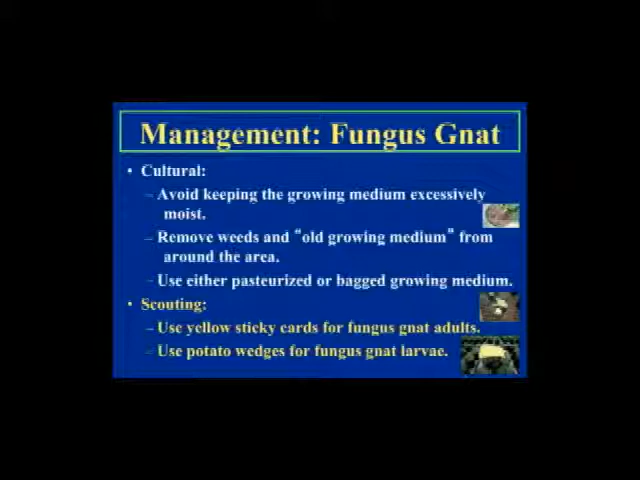 Management: Fungus Gnat
• Cultural:
– Avoid keeping the growing medium excessively
moist.
– Remove weeds and “old growing medium” from
around the area.
– Use either pasteurized or bagged growing medium.
• Scouting:
– Use yellow sticky cards for fungus gnat adults.
– Use potato wedges for fungus gnat larvae.